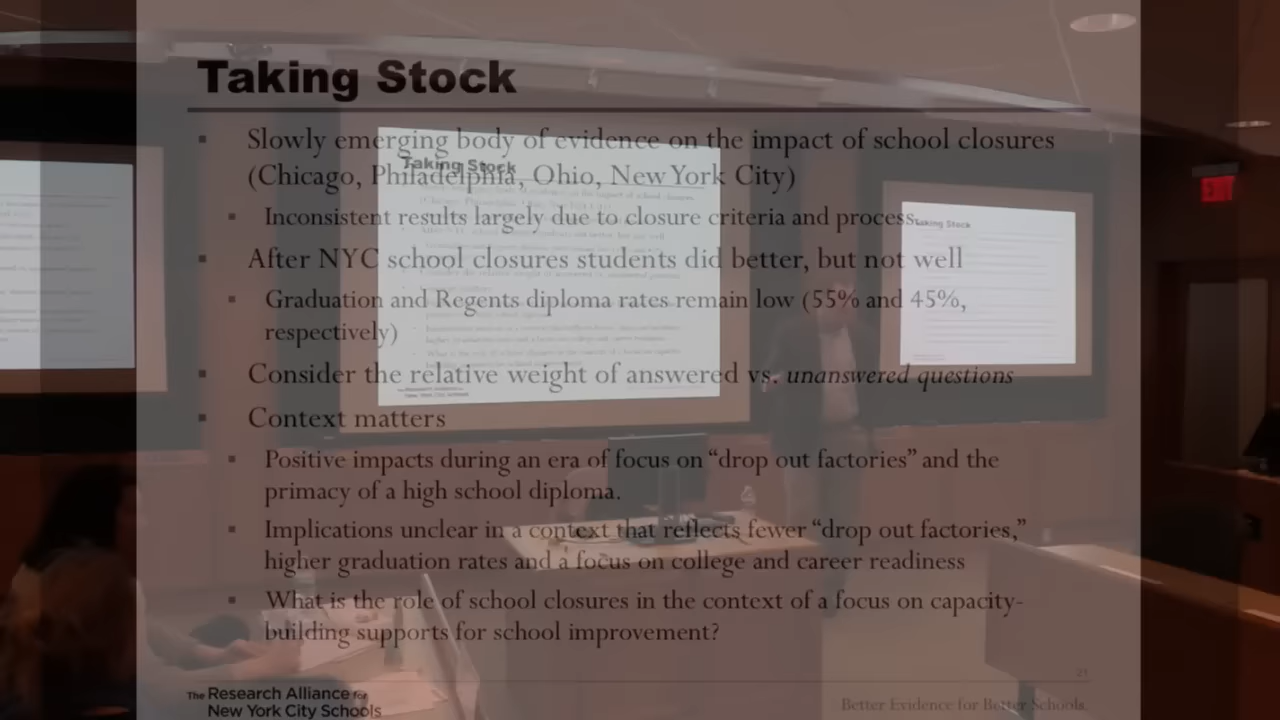 Taking Stock
Slowly emerging body of evidence on the impact of school closures
(Chicago, Philadelphia, Ohio, New York City)
Inconsistent results largely due to closure criteria and process.
After NYC school closures students did better, but not well
Graduation and Regents diploma rates remain low (55% and 45%,
respectively)
Consider the relative weight of answered vs. unanswered questions
Context matters
Positive impacts during an era of focus on “drop out factories” and the
primacy of a high school diploma.
Implications unclear in a context that reflects fewer “drop out factories,”
higher graduation rates and a focus on college and career readiness
What is the role of school closures in the context of a focus on capacity-
building supports for school improvement?
The Research Alliance for
New York City Schools
Better Evidence for Better Schools.
Taking Stock
Taking Stock
EXIT